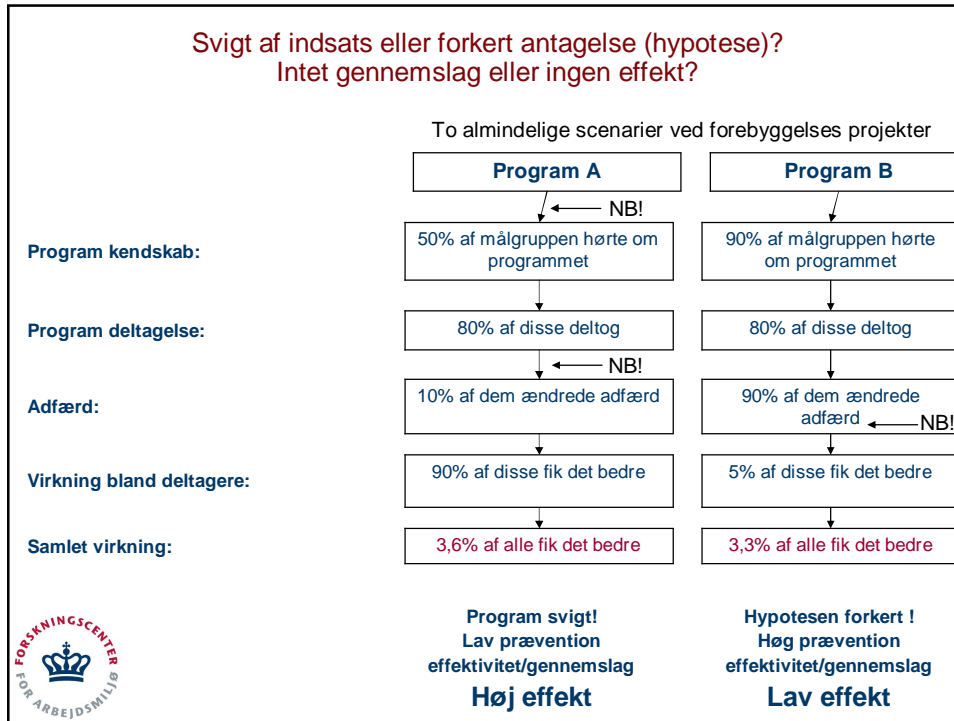 Svigt af indsats eller forkert antagelse (hypotese)?
Intet gennemslag eller ingen effekt?
To almindelige scenarier ved forebyggelses projekter
Program A
Program B
NB!
Program kendskab:
50% af målgruppen hørte om
programmet
90% af målgruppen hørte
om programmet
Program deltagelse:
80% af disse deltog
80% af disse deltog
NB!
Adfærd:
10% af dem ændrede adfærd
90% af dem ændrede
adfærd
NB!
Virkning bland deltagere:
90% af disse fik det bedre
5% af disse fik det bedre
Samlet virkning:
3,6% af alle fik det bedre
3,3% af alle fik det bedre
Program svigt!
Lav prævention
effektivitet/gennemslag
Høj effekt
Hypotesen forkert !
Høg prævention
effektivitet/gennemslag
Lav effekt
FORSKNINGSCENTER
FOR ARBEJDSMILJØ